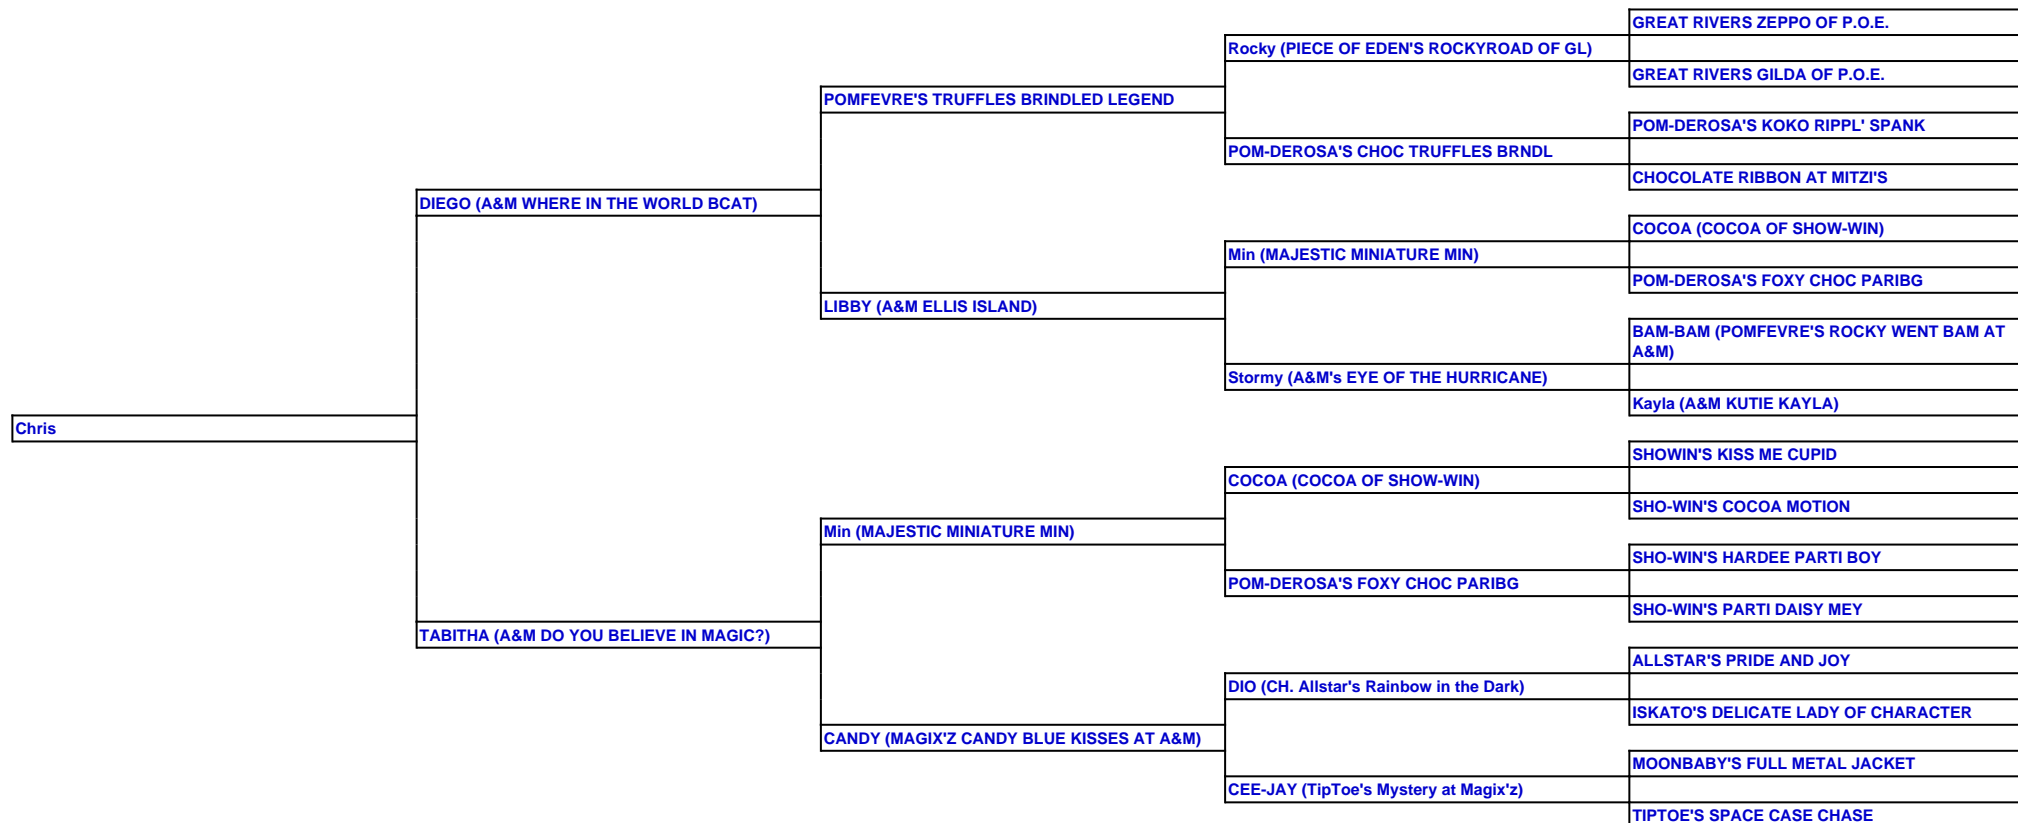 GREAT RIVERS ZEPPO OF P.O.E.
Rocky (PIECE OF EDEN'S ROCKYROAD OF GL)
GREAT RIVERS GILDA OF P.O.E.
POMFEVRE'S TRUFFLES BRINDLED LEGEND
POM-DEROSA'S KOKO RIPPL' SPANK
POM-DEROSA'S CHOC TRUFFLES BRNDL
CHOCOLATE RIBBON AT MITZI'S
DIEGO (A&M WHERE IN THE WORLD BCAT)
COCOA (COCOA OF SHOW-WIN)
Min (MAJESTIC MINIATURE MIN)
POM-DEROSA'S FOXY CHOC PARIBG
LIBBY (A&M ELLIS ISLAND)
BAM-BAM (POMFEVRE'S ROCKY WENT BAM AT
A&M)
Stormy (A&M's EYE OF THE HURRICANE)
Kayla (A&M KUTIE KAYLA)
Chris
SHOWIN'S KISS ME CUPID
COCOA (COCOA OF SHOW-WIN)
SHO-WIN'S COCOA MOTION
Min (MAJESTIC MINIATURE MIN)
SHO-WIN'S HARDEE PARTI BOY
POM-DEROSA'S FOXY CHOC PARIBG
SHO-WIN'S PARTI DAISY MEY
TABITHA (A&M DO YOU BELIEVE IN MAGIC?)
ALLSTAR'S PRIDE AND JOY
DIO (CH. Allstar's Rainbow in the Dark)
ISKATO'S DELICATE LADY OF CHARACTER
CANDY (MAGIX'Z CANDY BLUE KISSES AT A&M)
MOONBABY'S FULL METAL JACKET
CEE-JAY (TipToe's Mystery at Magix'z)
TIPTOE'S SPACE CASE CHASE